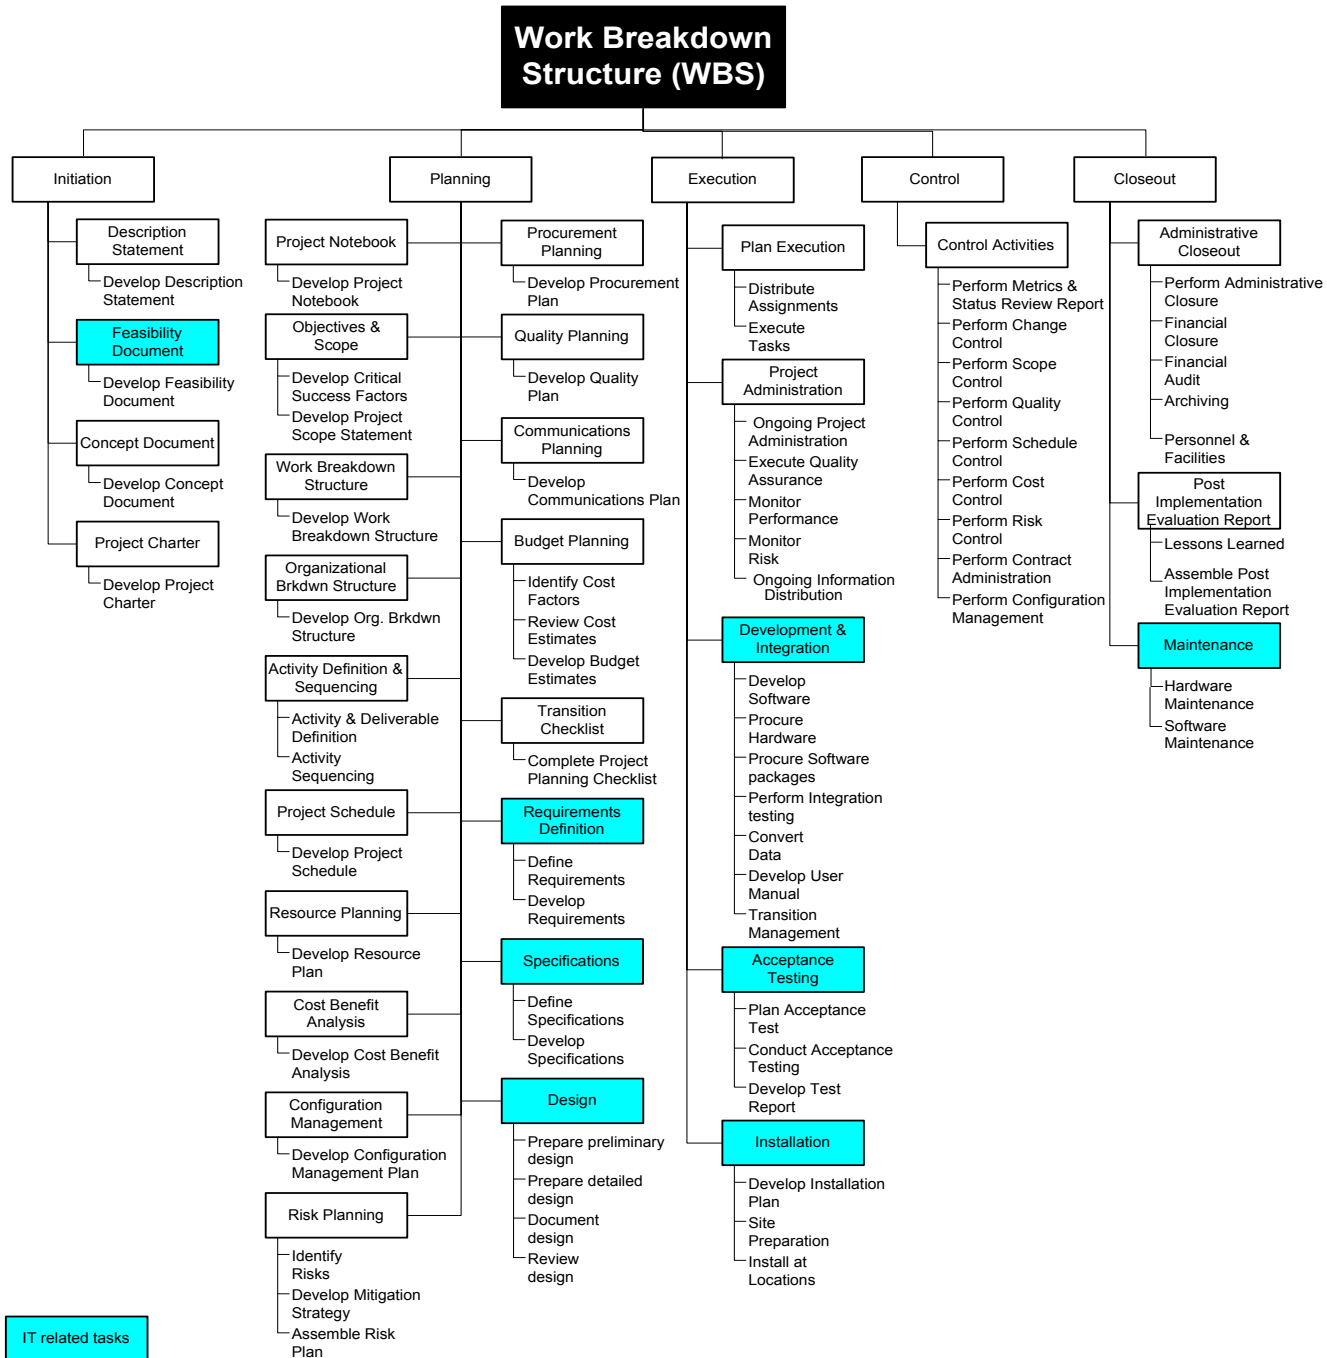 Work Breakdown
Structure (WBS)
Initiation
Description
Statement
Develop Description
Statement
Feasibility
Document
Develop Feasibility
Document
Concept Document
Develop Concept
Document
Project Charter
Develop Project
Charter
Planning
Project Notebook
Develop Project
Notebook
Objectives &
Scope
Develop Critical
Success Factors
Develop Project
Scope Statement
Work Breakdown
Structure
Develop Work
Breakdown Structure
Organizational
Brkdwn Structure
Develop Org. Brkdwn
Structure
Activity Definition &
Sequencing
Activity & Deliverable
Definition
Activity
Sequencing
Project Schedule
Develop Project
Schedule
Resource Planning
Develop Resource
Plan
Cost Benefit
Analysis
Develop Cost Benefit
Analysis
Configuration
Management
Develop Configuration
Management Plan
Risk Planning
Identify
Risks
Develop Mitigation
Strategy
Assemble Risk
Plan
Procurement
Planning
Develop Procurement
Plan
Quality Planning
Develop Quality
Plan
Communications
Planning
Develop
Communications Plan
Budget Planning
Identify Cost
Factors
Review Cost
Estimates
Develop Budget
Estimates
Transition
Checklist
Complete Project
Planning Checklist
Requirements
Definition
Define
Requirements
Develop
Requirements
Specifications
Define
Specifications
Develop
Specifications
Design
Prepare preliminary
design
Prepare detailed
design
Document
design
Review
design
Execution
Plan Execution
Distribute
Assignments
Execute
Tasks
Project
Administration
Ongoing Project
Administration
Execute Quality
Assurance
Monitor
Performance
Monitor
Risk
Ongoing Information
Distribution
Development &
Integration
Develop
Software
Procure
Hardware
Procure Software
packages
Perform Integration
testing
Convert
Data
Develop User
Manual
Transition
Management
Acceptance
Testing
Plan Acceptance
Test
Conduct Acceptance
Testing
Develop Test
Report
Installation
Develop Installation
Plan
Site
Preparation
Install at
Locations
Control
Control Activities
Perform Metrics &
Status Review Report
Perform Change
Control
Perform Scope
Control
Perform Quality
Control
Perform Schedule
Control
Perform Cost
Control
Perform Risk
Control
Perform Contract
Administration
Perform Configuration
Management
Closeout
Administrative
Closeout
Perform Administrative
Closure
Financial
Closure
Financial
Audit
Archiving
Personnel &
Facilities
Post
Implementation
Evaluation Report
Lessons Learned
Assemble Post
Implementation
Evaluation Report
Maintenance
Hardware
Maintenance
Software
Maintenance
IT related tasks